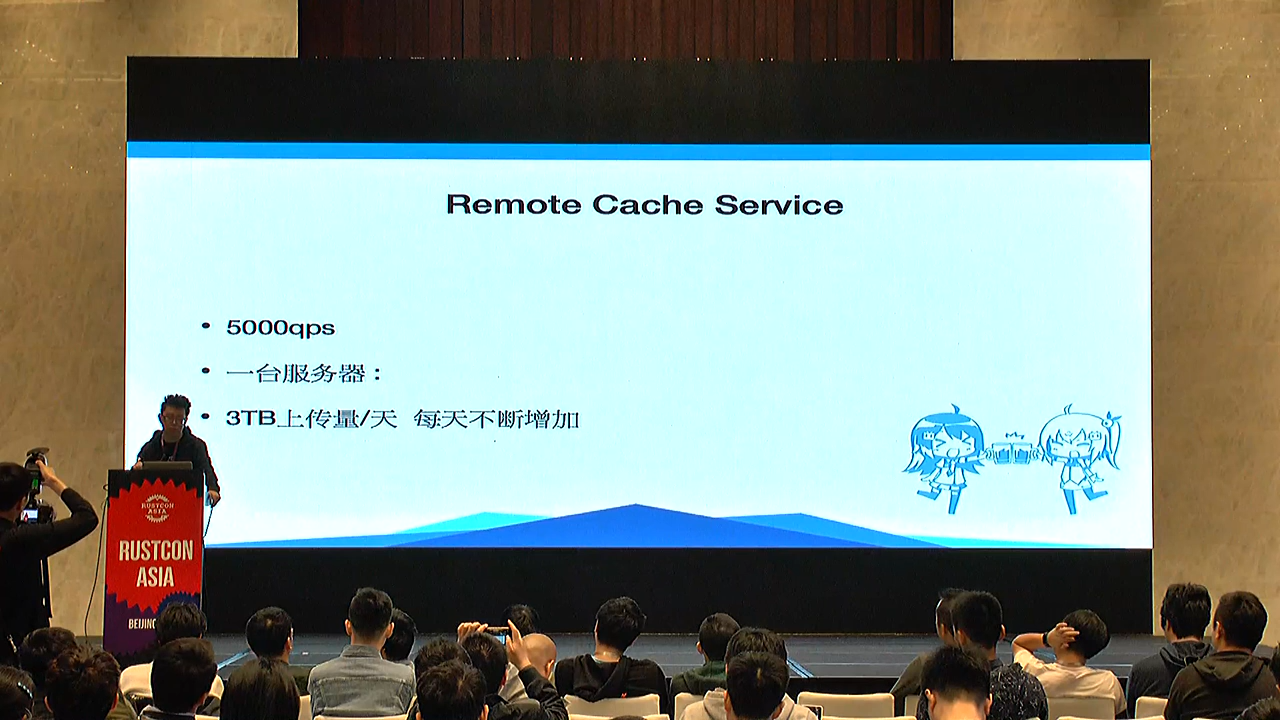 Remote Cache Service
• 5000qps
• 一台服务器：
• 3TB上传量/天 每天不断增加
RUSTCON
ASIA
RUSTCON
ASIA
BEIJING